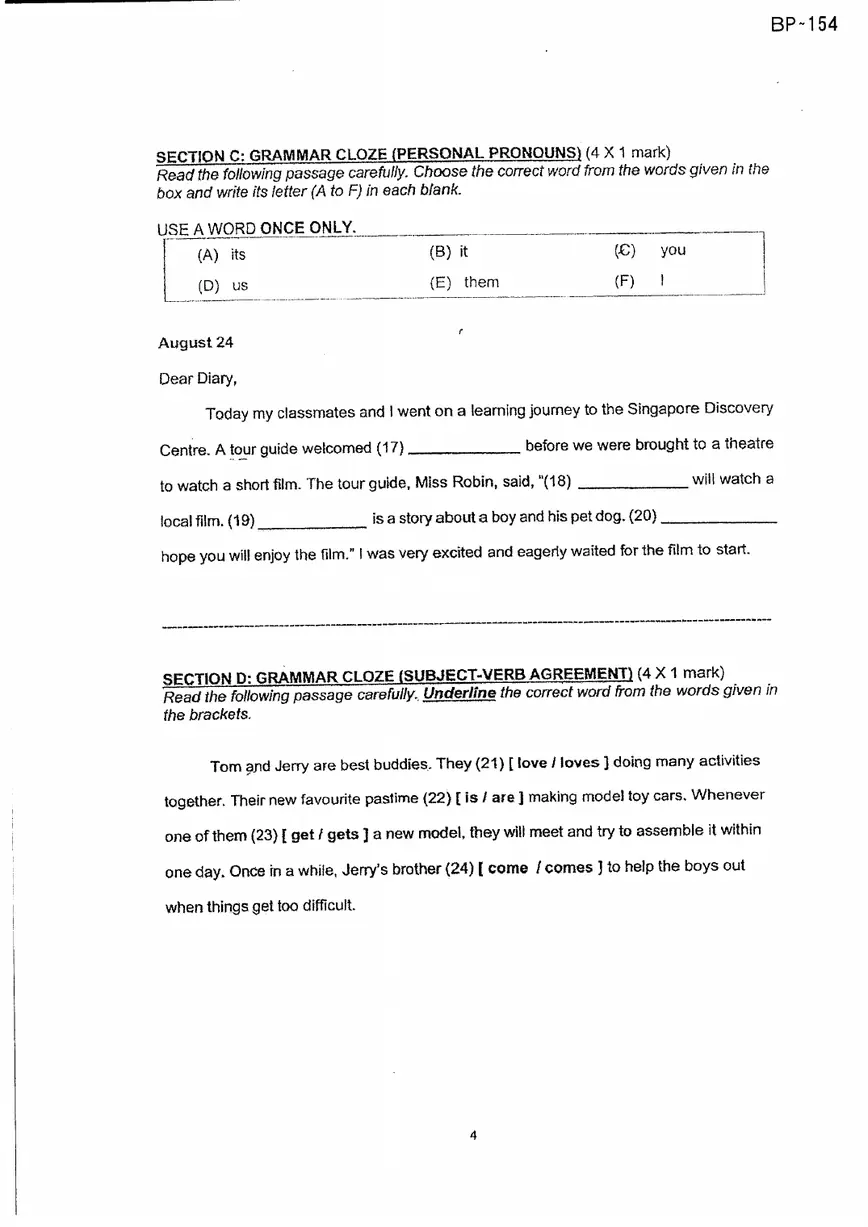 BP-154
SECTION C: GRAMMAR CLOZE (PERSONAL PRONOUNS) (4 X 1 mark)
Read the following passage carefully. Choose the correct word from the words given in the
box and write its letter (A to F) in each blank.
USE A WORD ONCE ONLY.
(A) its (B) it (C) you
(D) us (E) them (F) I
August 24
Dear Diary,
Today my classmates and I went on a learning journey to the Singapore Discovery
Centre. A tour guide welcomed (17) ____________ before we were brought to a theatre
to watch a short film. The tour guide, Miss Robin, said, "(18) ____________ will watch a
local film. (19) ____________ is a story about a boy and his pet dog. (20) ____________
hope you will enjoy the film." I was very excited and eagerly waited for the film to start.
SECTION D: GRAMMAR CLOZE (SUBJECT-VERB AGREEMENT) (4 X 1 mark)
Read the following passage carefully. Underline the correct word from the words given in
the brackets.
Tom and Jerry are best buddies. They (21) [ love / loves ] doing many activities
together. Their new favourite pastime (22) [ is / are ] making model toy cars. Whenever
one of them (23) [ get / gets ] a new model, they will meet and try to assemble it within
one day. Once in a while, Jerry's brother (24) [ come / comes ] to help the boys out
when things get too difficult.
4